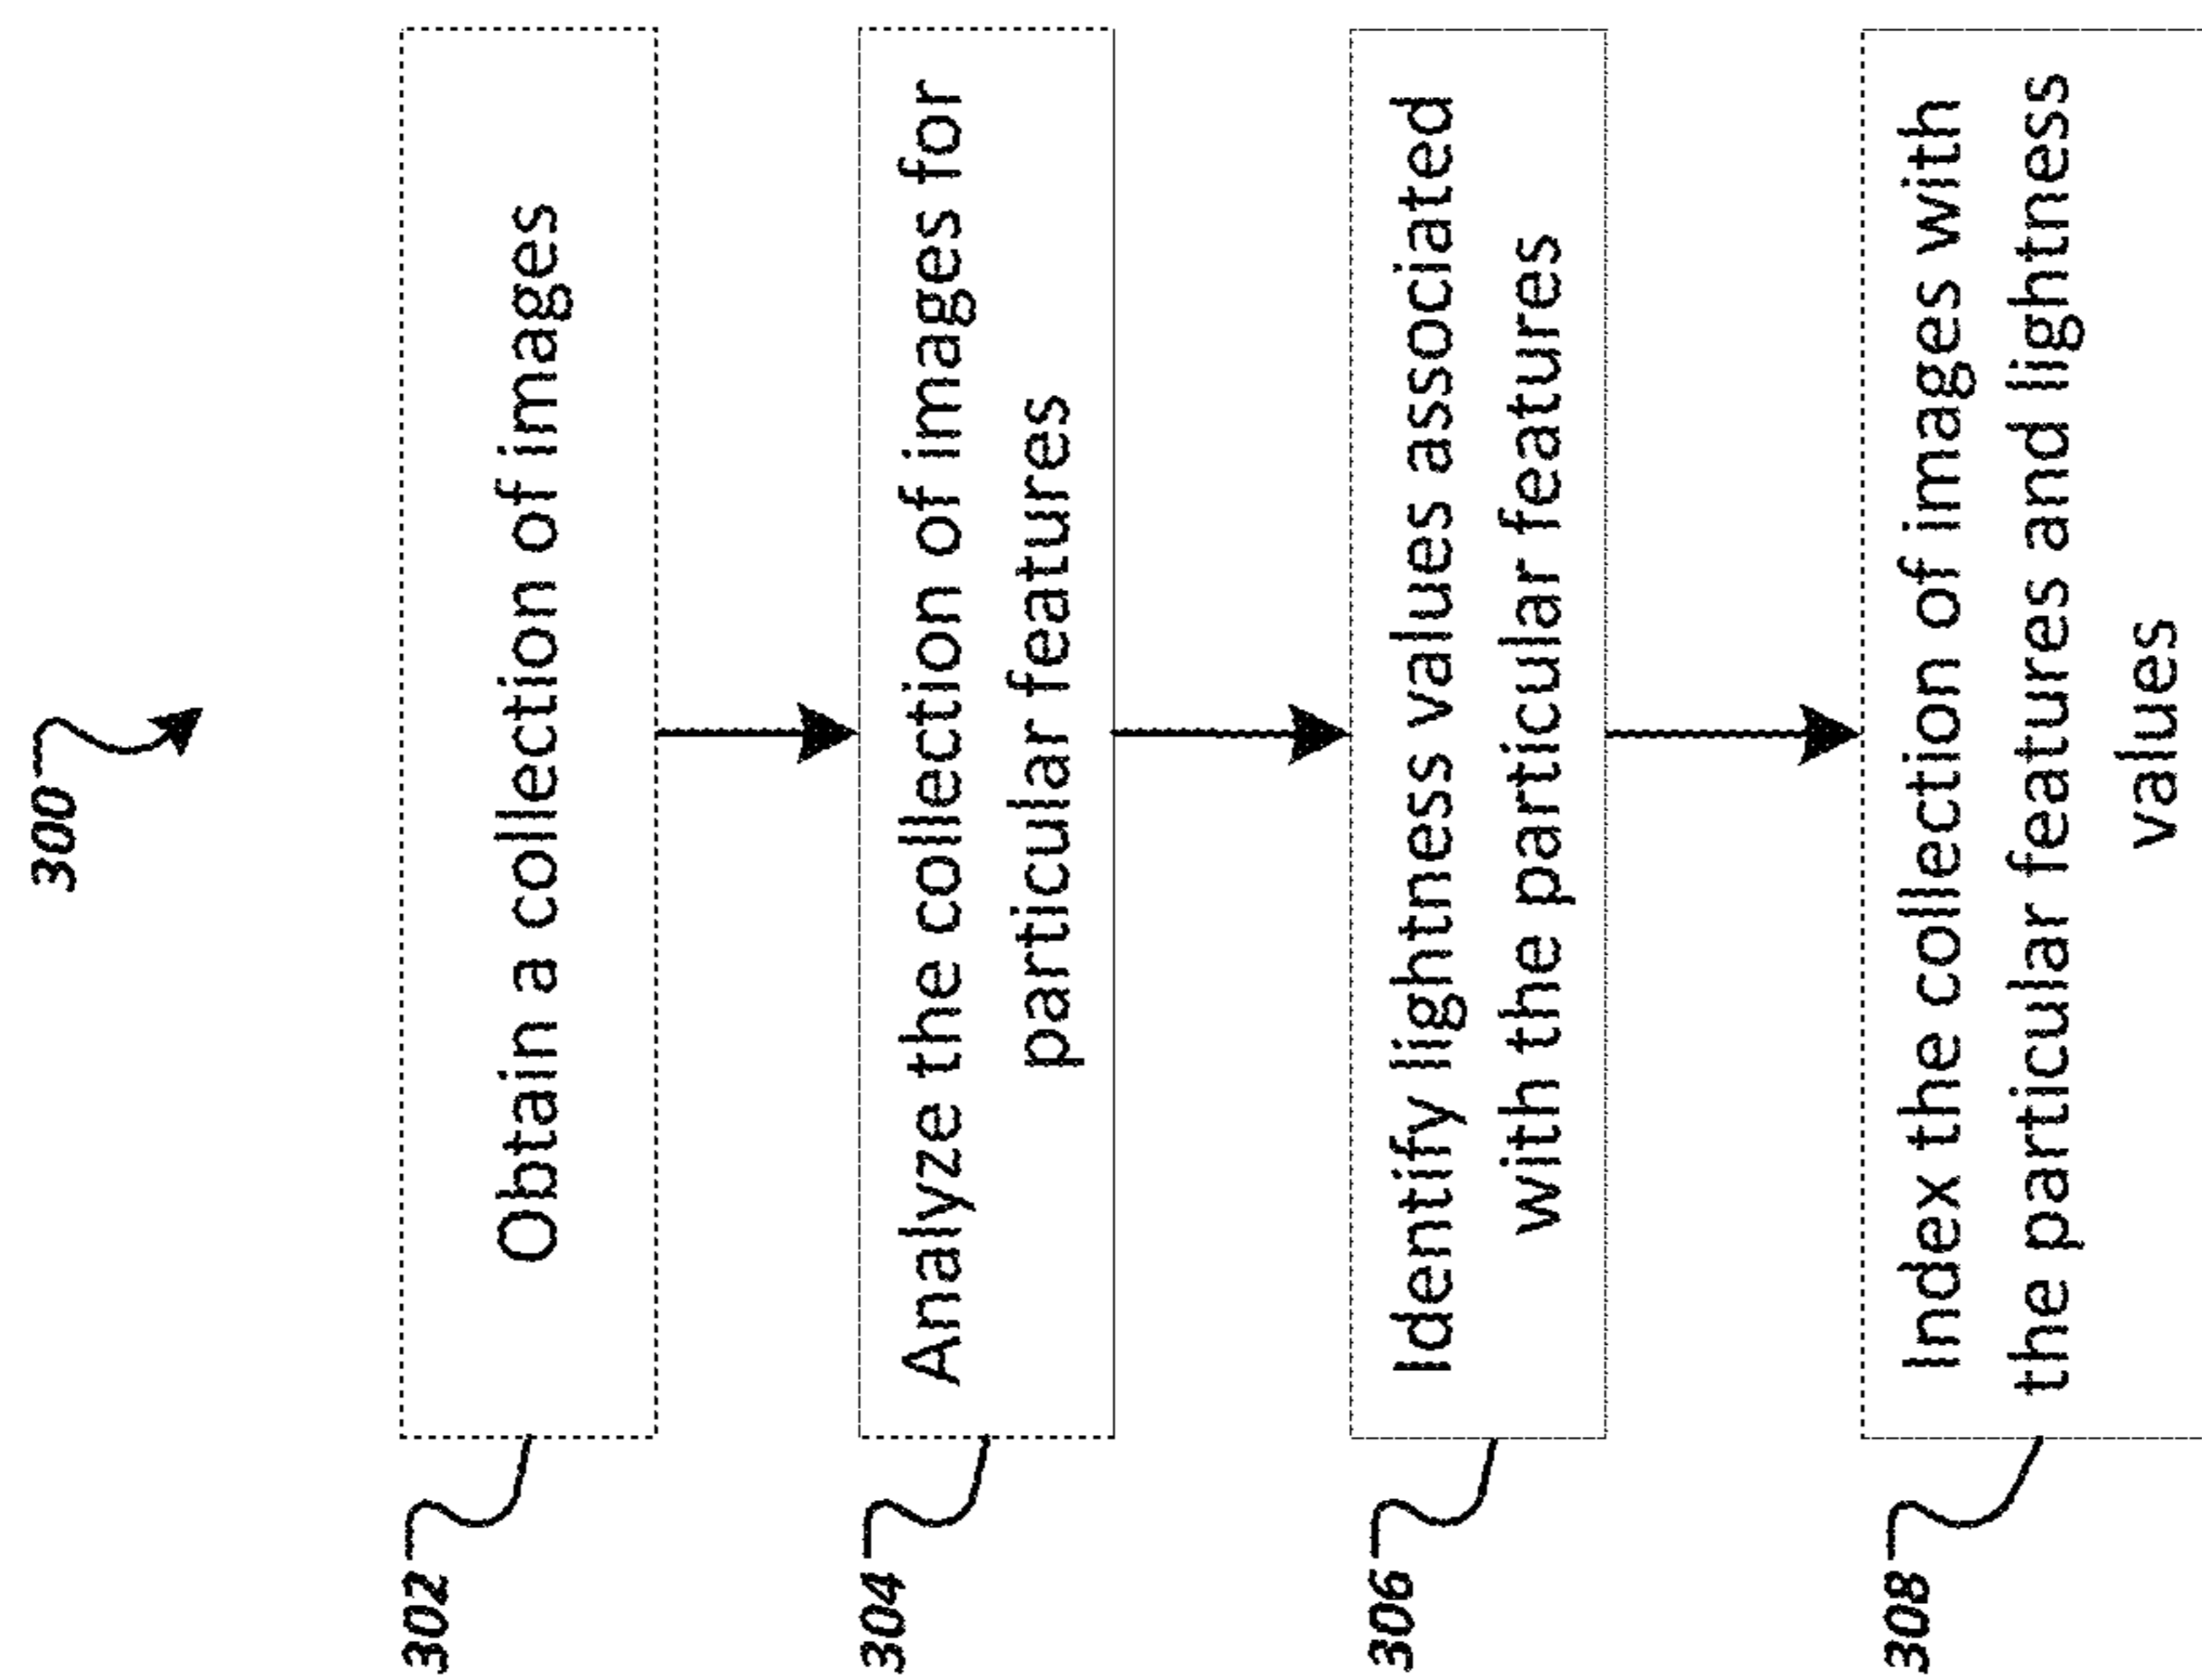 300
302
Obtain a collection of images
304
Analyze the collection of images for
particular features
306
Identify lightness values associated
with the particular features
308
Index the collection of images with
the particular features and lightness
values